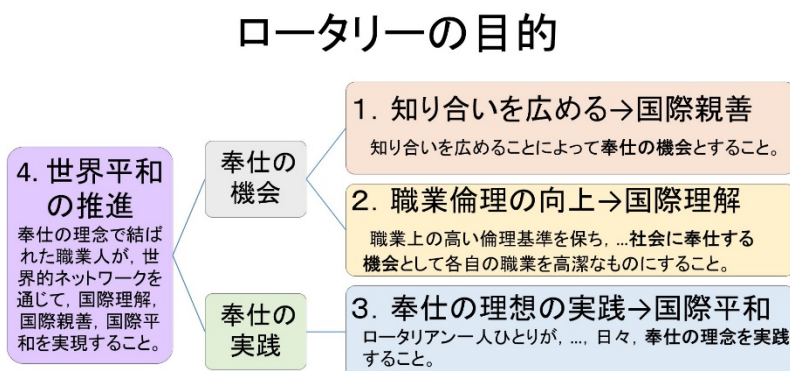 ロータリーの目的
4. 世界平和
の推進
奉仕の理念で結ば
れた職業人が, 世
界的ネットワークを
通じて, 国際理解,
国際親善, 国際平
和を実現すること。
奉仕の
機会
奉仕の
実践
1. 知り合いを広める→国際親善
知り合いを広めることによって奉仕の機会とすること。
2. 職業倫理の向上→国際理解
職業上の高い倫理基準を保ち, …社会に奉仕する
機会として各自の職業を高潔なものにすること。
3. 奉仕の理想の実践→国際平和
ロータリアン一人ひとりが, …, 日々, 奉仕の理念を実践
すること。